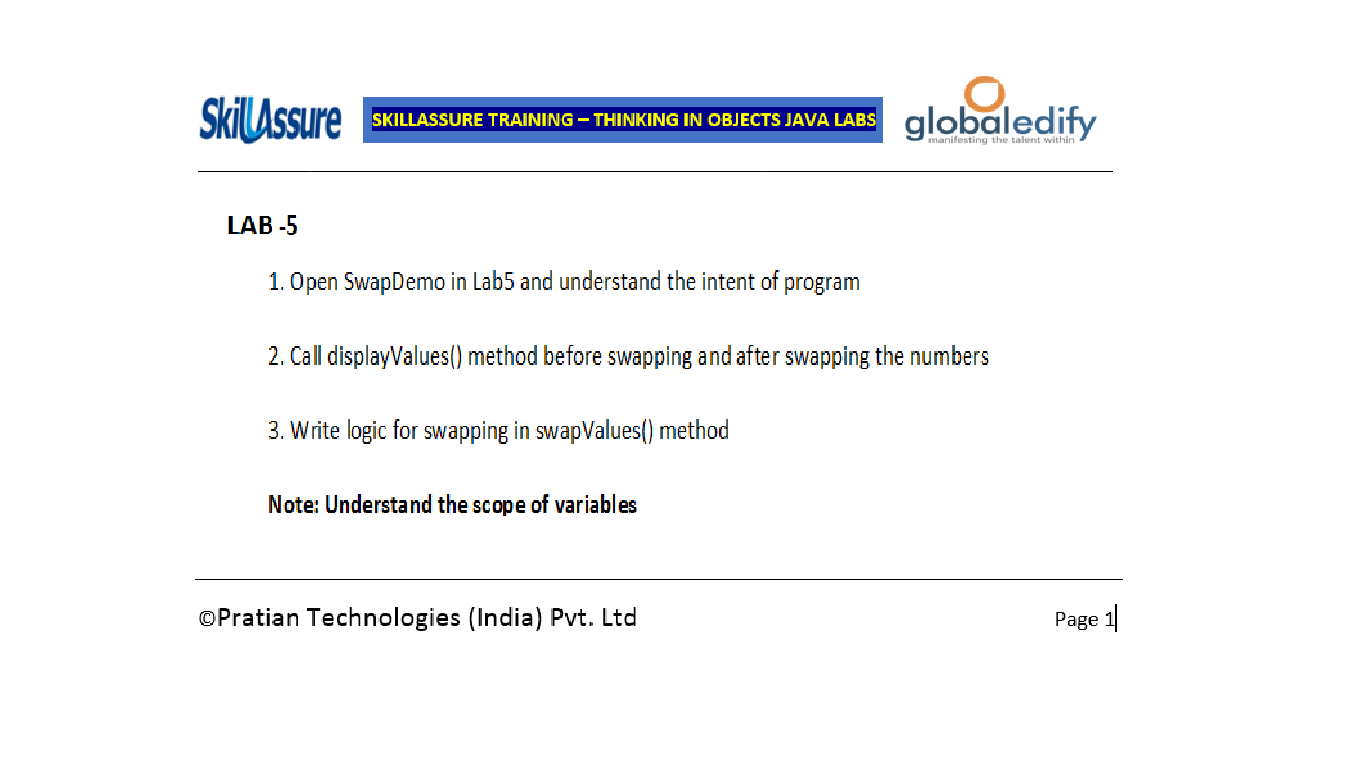 SkillAssure
SKILLASSURE TRAINING – THINKING IN OBJECTS JAVA LABS
globaledify
manifesting the talent within
LAB -5
1. Open SwapDemo in Lab5 and understand the intent of program
2. Call displayValues() method before swapping and after swapping the numbers
3. Write logic for swapping in swapValues() method
Note: Understand the scope of variables
©Pratian Technologies (India) Pvt. Ltd
Page 1